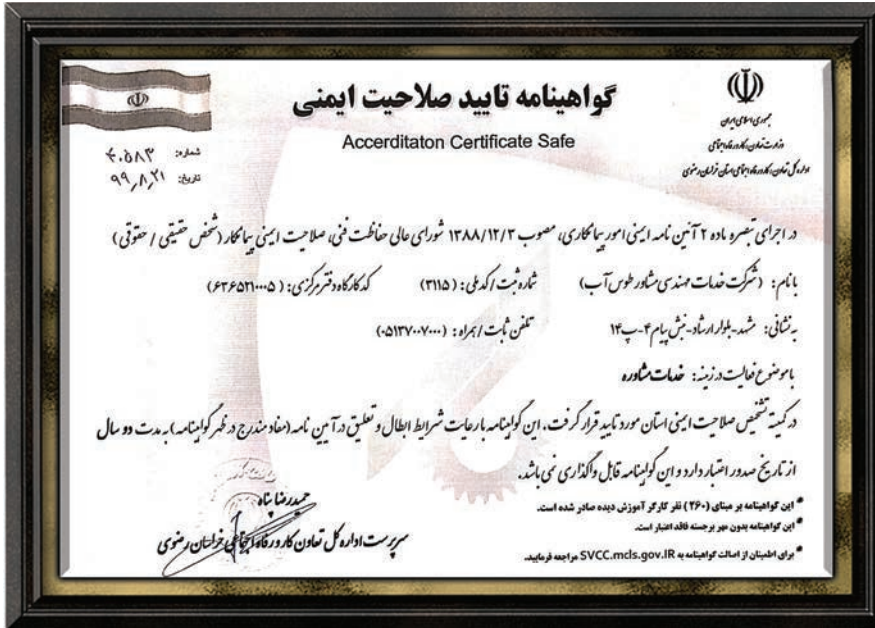 گواهینامه تایید صلاحیت ایمنی
Accerditaton Certificate Safe
جمهوری اسلامی ایران
وزارت تعاون، کار و رفاه اجتماعی
اداره کل تعاون، کار و رفاه اجتماعی استان خراسان رضوی
شماره: ۴۰۵۸۳
تاریخ: ۹۹٫۸٫۲۱
در اجرای تبصره ماده ۲ آئین نامه ایمنی امور پیمانکاری، مصوب ۱۳۸۸/۱۲/۳ شورای عالی حفاظت فنی، صلاحیت ایمنی پیمانکار (شخص حقیقی / حقوقی)
با نام: (شرکت خدمات مهندسی مشاور طوس آب) شماره ثبت / کد ملی: (۳۱۱۵) کد کارگاه دفتر مرکزی: (۶۳۶۵۲۱۰۰۰۵)
به نشانی: مشهد-بلوار ارشاد-نبش پیام ۴-پ ۱۴ تلفن ثابت / همراه: (۰۵۱۳۷۰۰۷۰۰۰)
با موضوع فعالیت در زمینه: خدمات مشاوره
در کمیته تشخیص صلاحیت ایمنی استان مورد تایید قرار گرفت. این گواهینامه با رعایت شرایط ابطال و تعلیق در آیین نامه (مفاد مندرج در ظهر گواهینامه) به مدت دو سال
از تاریخ صدور اعتبار دارد و این گواهینامه قابل واگذاری نمی باشد.
* این گواهینامه بر مبنای (۲۶۰) نفر کارگر آموزش دیده صادر شده است.
* این گواهینامه بدون مهر برجسته فاقد اعتبار است.
* برای اطمینان از اصالت گواهینامه به SVCC.mcls.gov.IR مراجعه فرمایید.
حمیدرضا پناه
سرپرست اداره کل تعاون کار و رفاه اجتماعی خراسان رضوی